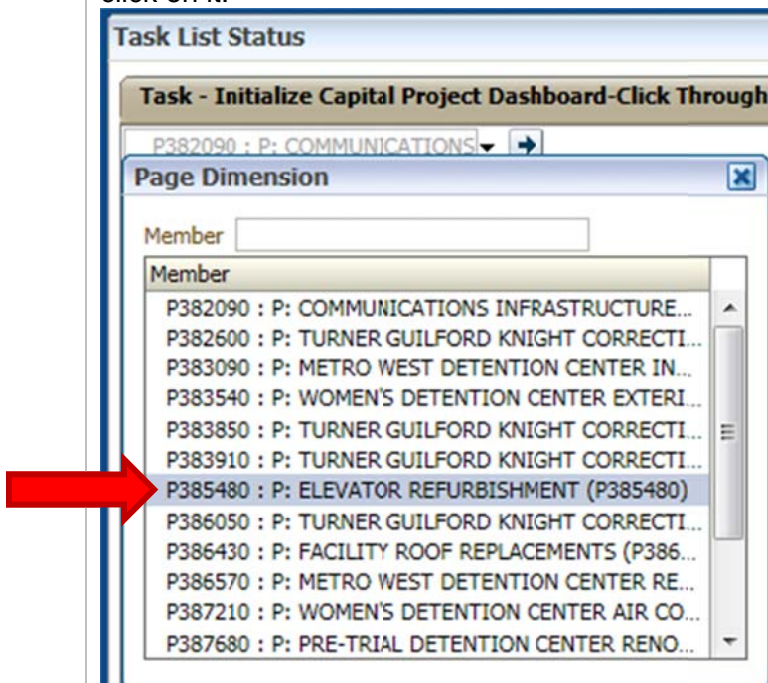 click on it.
Task List Status
Task - Initialize Capital Project Dashboard-Click Through
P382090 : P: COMMUNICATIONS
Page Dimension
Member
Member
P382090 : P: COMMUNICATIONS INFRASTRUCTURE...
P382600 : P: TURNER GUILFORD KNIGHT CORRECTI...
P383090 : P: METRO WEST DETENTION CENTER IN...
P383540 : P: WOMEN'S DETENTION CENTER EXTERI...
P383850 : P: TURNER GUILFORD KNIGHT CORRECTI...
P383910 : P: TURNER GUILFORD KNIGHT CORRECTI...
P385480 : P: ELEVATOR REFURBISHMENT (P385480)
P386050 : P: TURNER GUILFORD KNIGHT CORRECTI...
P386430 : P: FACILITY ROOF REPLACEMENTS (P386...
P386570 : P: METRO WEST DETENTION CENTER RE...
P387210 : P: WOMEN'S DETENTION CENTER AIR CO...
P387680 : P: PRE-TRIAL DETENTION CENTER RENO...